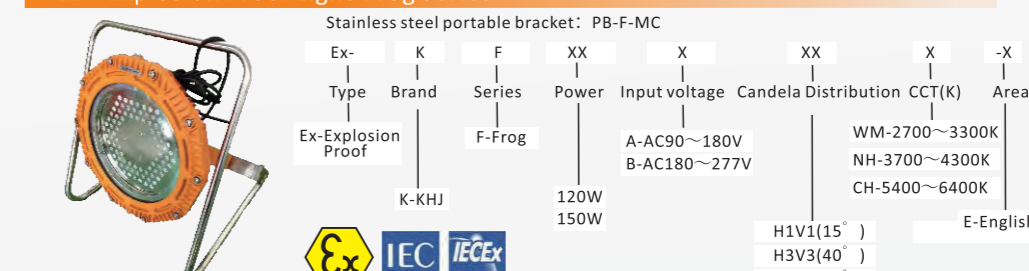 Stainless steel portable bracket: PB-F-MC
Ex- K F XX X XX X -X
Type Brand Series Power Input voltage Candela Distribution CCT(K) Area
Ex-Explosion
Proof
K-KHJ
F-Frog
120W
150W
A-AC90～180V
B-AC180～277V
H1V1(15°)
H3V3(40°)
WM-2700～3300K
NH-3700～4300K
CH-5400～6400K
E-English
Ex
IEC
IECEx